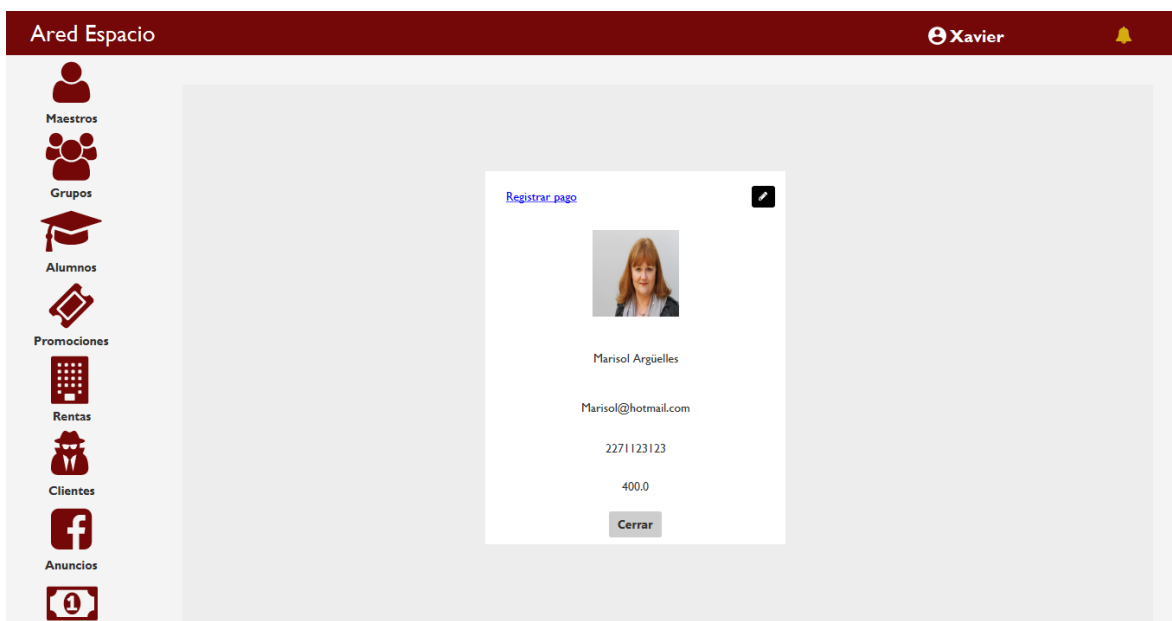 Ared Espacio
Xavier
Maestros
Grupos
Alumnos
Promociones
Rentas
Clientes
Anuncios
1
Registrar pago
Marisol Argüelles
Marisol@hotmail.com
2271123123
400.0
Cerrar